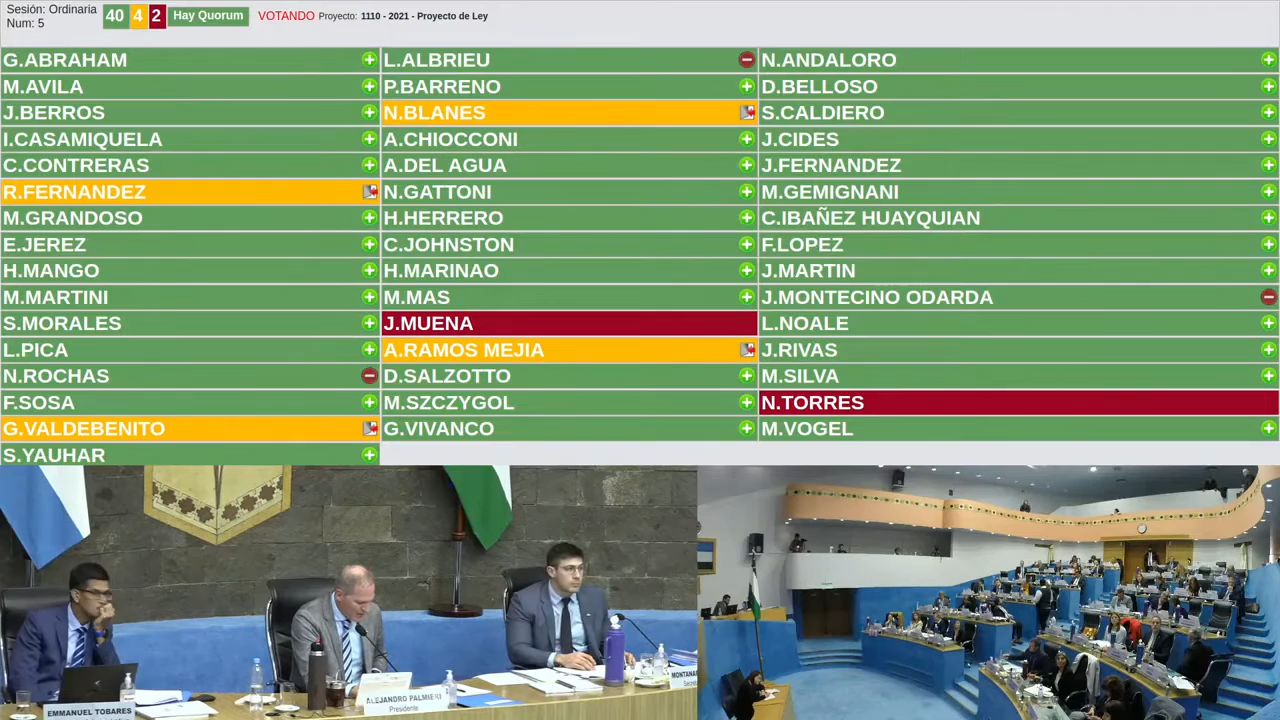 Sesión: Ordinaria
Num: 5
40 4 2 Hay Quorum VOTANDO Proyecto: 1110 - 2021 - Proyecto de Ley
G.ABRAHAM L.ALBRIEU N.ANDALORO
M.AVILA P.BARRENO D.BELLOSO
J.BERROS N.BLANES S.CALDIERO
I.CASAMIQUELA A.CHIOCCONI J.CIDES
C.CONTRERAS A.DEL AGUA J.FERNANDEZ
R.FERNANDEZ N.GATTONI M.GEMIGNANI
M.GRANDOSO H.HERRERO C.IBAÑEZ HUAYQUIAN
E.JEREZ C.JOHNSTON F.LOPEZ
H.MANGO H.MARINAO J.MARTIN
M.MARTINI M.MAS J.MONTECINO ODARDA
S.MORALES J.MUENA L.NOALE
L.PICA A.RAMOS MEJIA J.RIVAS
N.ROCHAS D.SALZOTTO M.SILVA
F.SOSA M.SZCZYGOL N.TORRES
G.VALDEBENITO G.VIVANCO M.VOGEL
S.YAUHAR
EMMANUEL TOBARES
ALEJANDRO PALMIERI
Presidente
MONTANA